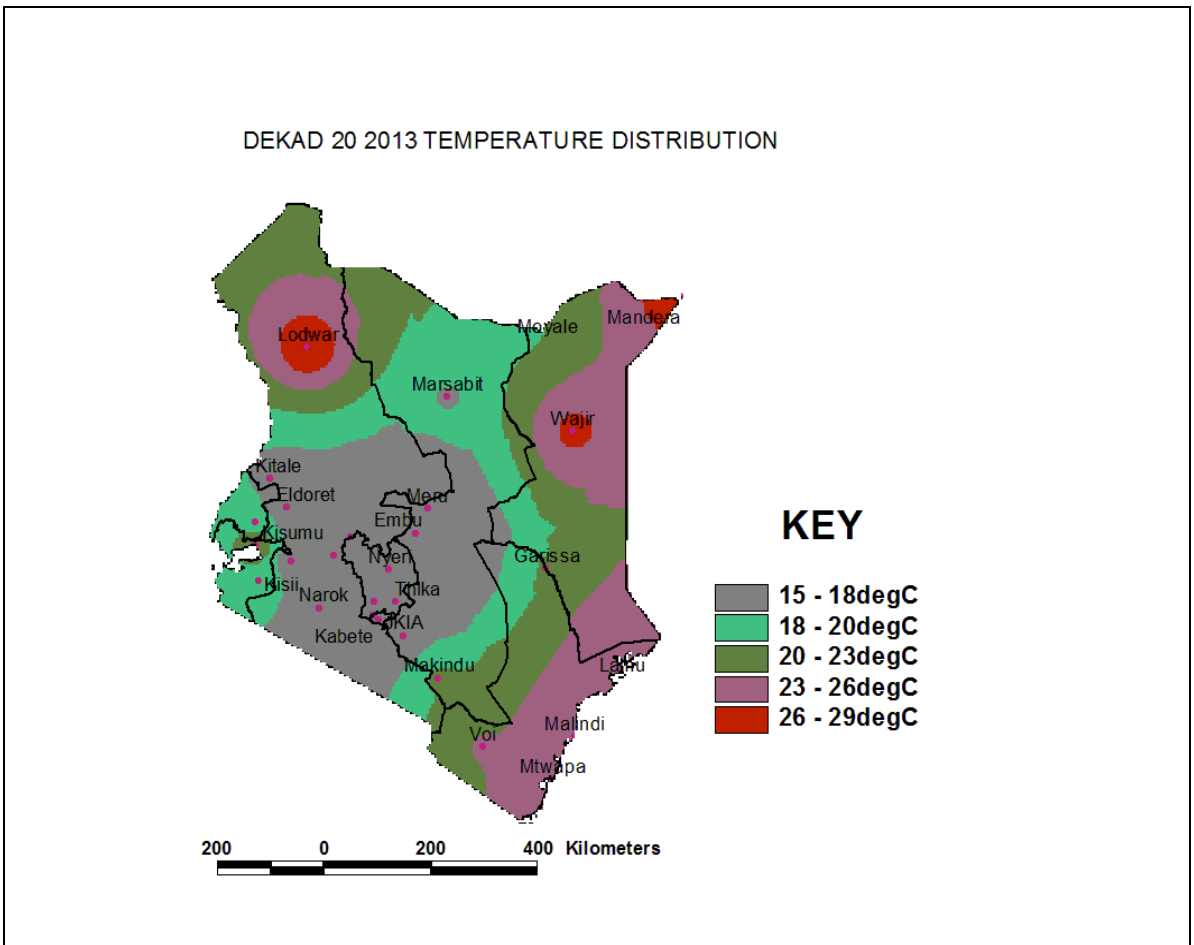 DEKAD 20 2013 TEMPERATURE DISTRIBUTION
Lodwar
Mandera
Moyale
Marsabit
Wajir
Kitale
Eldoret
Meru
Embu
Kisumu
Garissa
Nyeri
Kisii
Narok
Thika
Kabete
JKIA
Makindu
Lamu
Malindi
Voi
Mtwapa
KEY
15 - 18degC
18 - 20degC
20 - 23degC
23 - 26degC
26 - 29degC
200 0 200 400 Kilometers